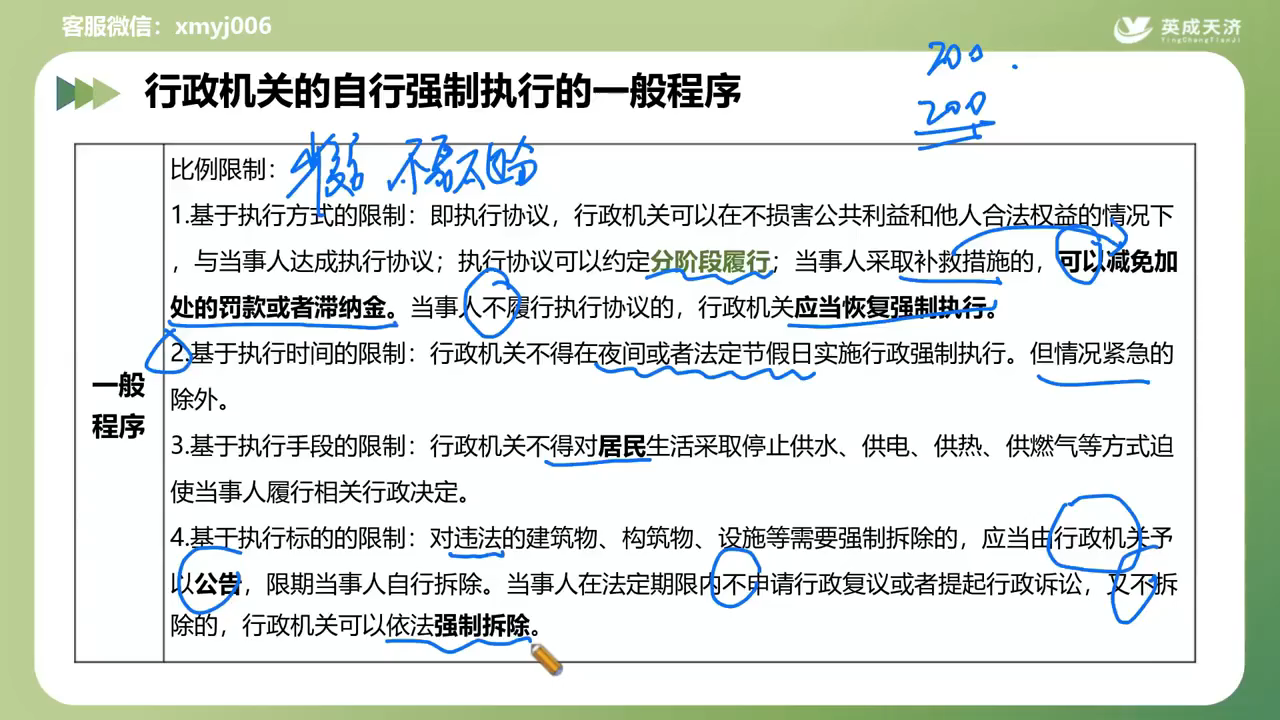 客服微信：xmyj006
英成天济
YingChengTianJi
200
200
行政机关的自行强制执行的一般程序
一般
程序
比例限制：
1.基于执行方式的限制：即执行协议，行政机关可以在不损害公共利益和他人合法权益的情况下
，与当事人达成执行协议；执行协议可以约定分阶段履行；当事人采取补救措施的，可以减免加
处的罚款或者滞纳金。当事人不履行执行协议的，行政机关应当恢复强制执行。
2.基于执行时间的限制：行政机关不得在夜间或者法定节假日实施行政强制执行。但情况紧急的
除外。
3.基于执行手段的限制：行政机关不得对居民生活采取停止供水、供电、供热、供燃气等方式迫
使当事人履行相关行政决定。
4.基于执行标的的限制：对违法的建筑物、构筑物、设施等需要强制拆除的，应当由行政机关予
以公告，限期当事人自行拆除。当事人在法定期限内不申请行政复议或者提起行政诉讼，又不拆
除的，行政机关可以依法强制拆除。